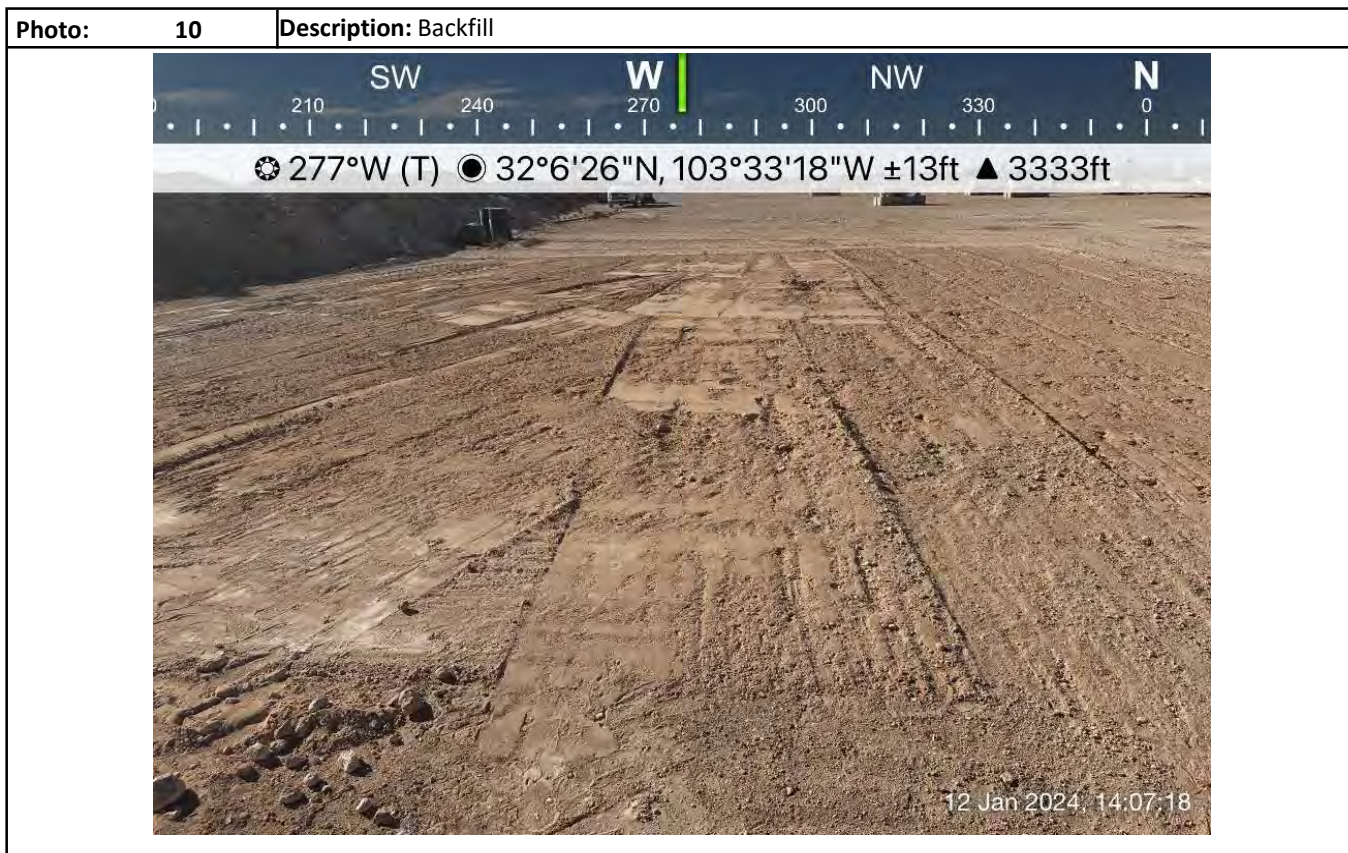 Photo: 10 Description: Backfill
SW W NW N
210 240 270 300 330 0
277°W (T) 32°6'26"N, 103°33'18"W ±13ft ▲ 3333ft
12 Jan 2024, 14:07:18